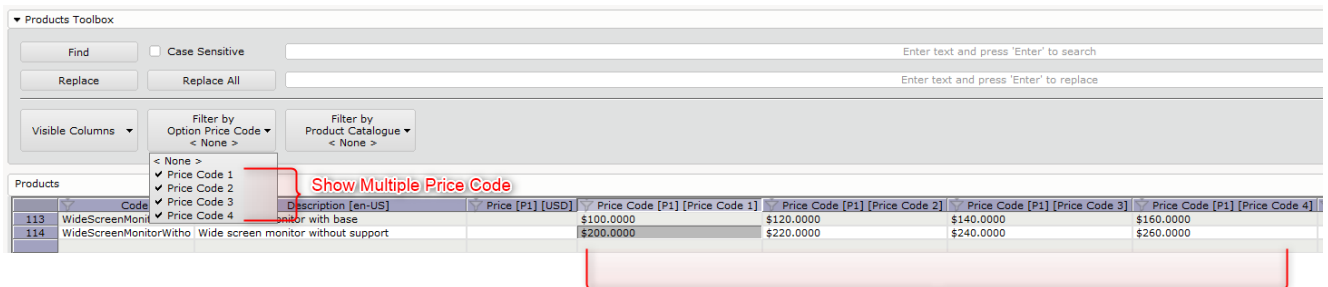 Products Toolbox
Find
Case Sensitive
Enter text and press 'Enter' to search
Replace
Replace All
Enter text and press 'Enter' to replace
Visible Columns
Filter by
Option Price Code
< None >
Filter by
Product Catalogue
< None >
< None >
Price Code 1
Price Code 2
Price Code 3
Price Code 4
Show Multiple Price Code
Products
Code Description [en-US] Price [P1] [USD] Price Code [P1] [Price Code 1] Price Code [P1] [Price Code 2] Price Code [P1] [Price Code 3] Price Code [P1] [Price Code 4]
113 WideScreenMonit monitor with base $100.0000 $120.0000 $140.0000 $160.0000
114 WideScreenMonitorWitho Wide screen monitor without support $200.0000 $220.0000 $240.0000 $260.0000